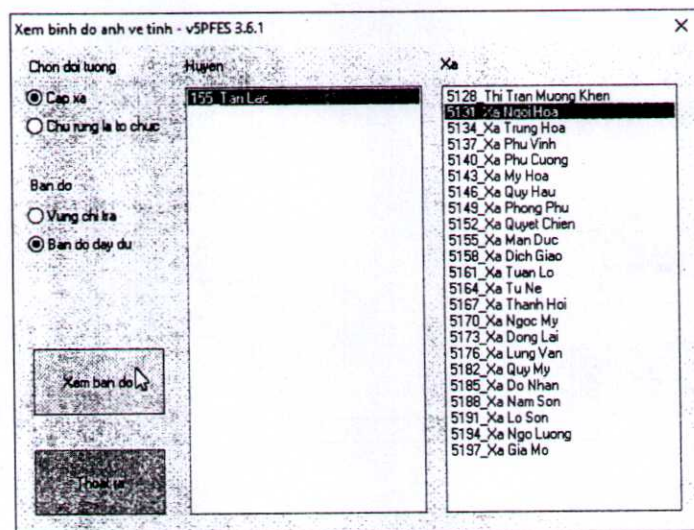 Xem binh do anh ve tinh - v5PFES 3.6.1
Chon doi tuong
Cap xa
Chu rung la to chuc
Ban do
Vung chi tra
Ban do day du
Xem ban do
Thoat ra
Huyen
155_Tan Lac
Xa
5128_Thi Tran Muong Khen
5131_Xa Ngoi Hoa
5134_Xa Trung Hoa
5137_Xa Phu Vinh
5140_Xa Phu Cuong
5143_Xa My Hoa
5146_Xa Quy Hau
5149_Xa Phong Phu
5152_Xa Quyet Chien
5155_Xa Man Duc
5158_Xa Dich Giao
5161_Xa Tuan Lo
5164_Xa Tu Ne
5167_Xa Thanh Hoi
5170_Xa Ngoc My
5173_Xa Dong Lai
5176_Xa Lung Van
5182_Xa Quy My
5185_Xa Do Nhan
5188_Xa Nam Son
5191_Xa Lo Son
5194_Xa Ngo Luong
5197_Xa Gia Mo